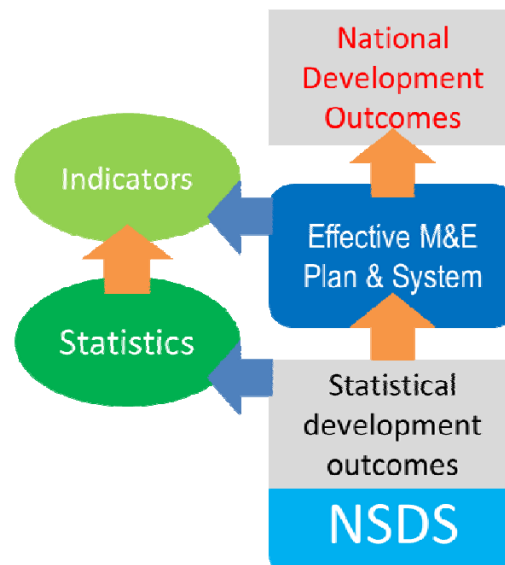 National
Development
Outcomes
Indicators
Effective M&E
Plan & System
Statistics
Statistical
development
outcomes
NSDS